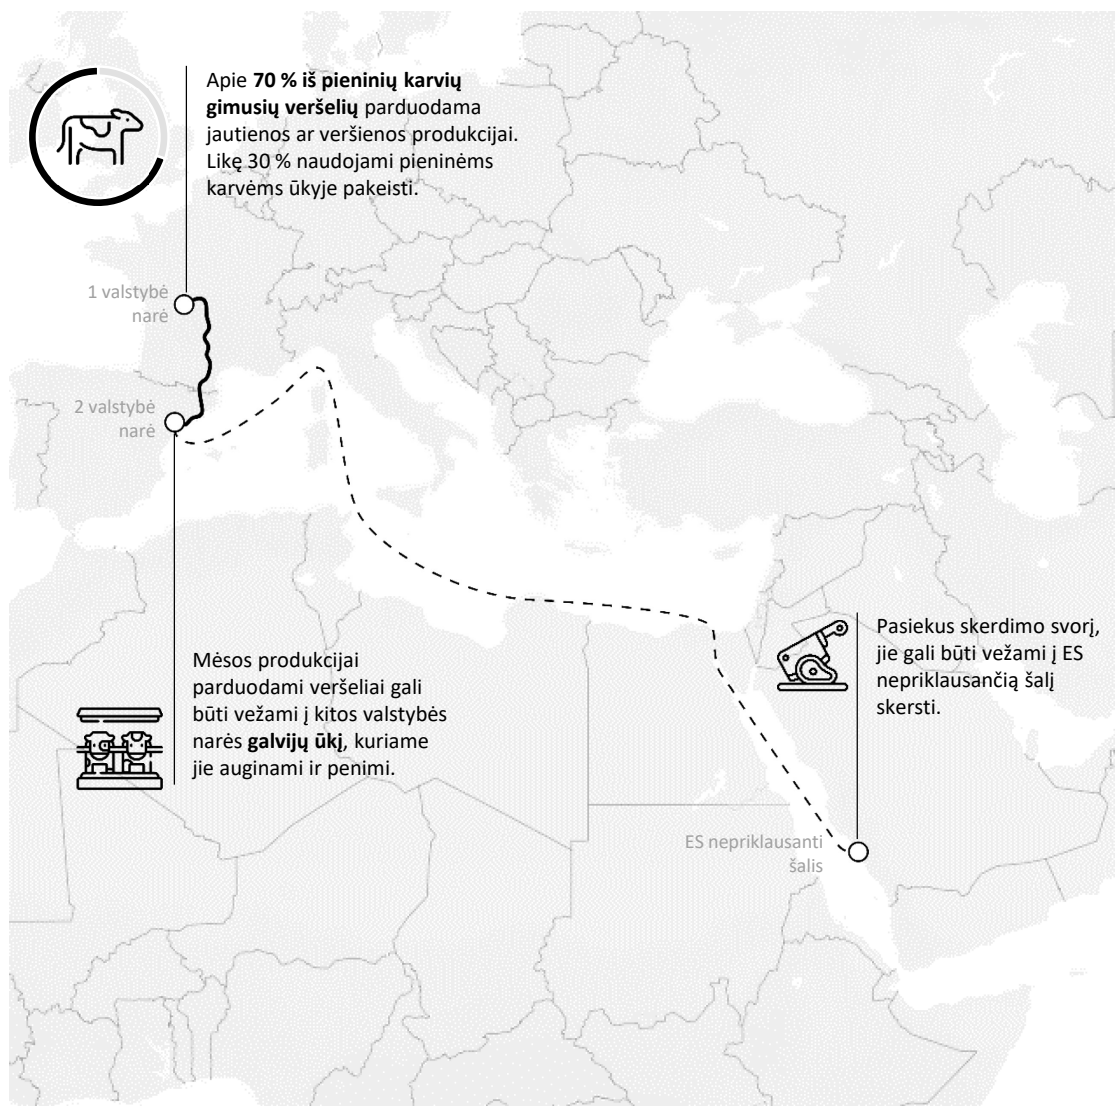 Apie 70 % iš pieninių karvių
gimusių veršelių parduodama
jautienos ar veršienos produkcijai.
Likę 30 % naudojami pieninėms
karvėms ūkyje pakeisti.
1 valstybė
narė
2 valstybė
narė
Mėsos produkcijai
parduodami veršeliai gali
būti vežami į kitos valstybės
narės galvijų ūkį, kuriame
jie auginami ir penimi.
Pasiekus skerdimo svorį,
jie gali būti vežami į ES
nepriklausančią šalį
skersti.
ES nepriklausanti
šalis